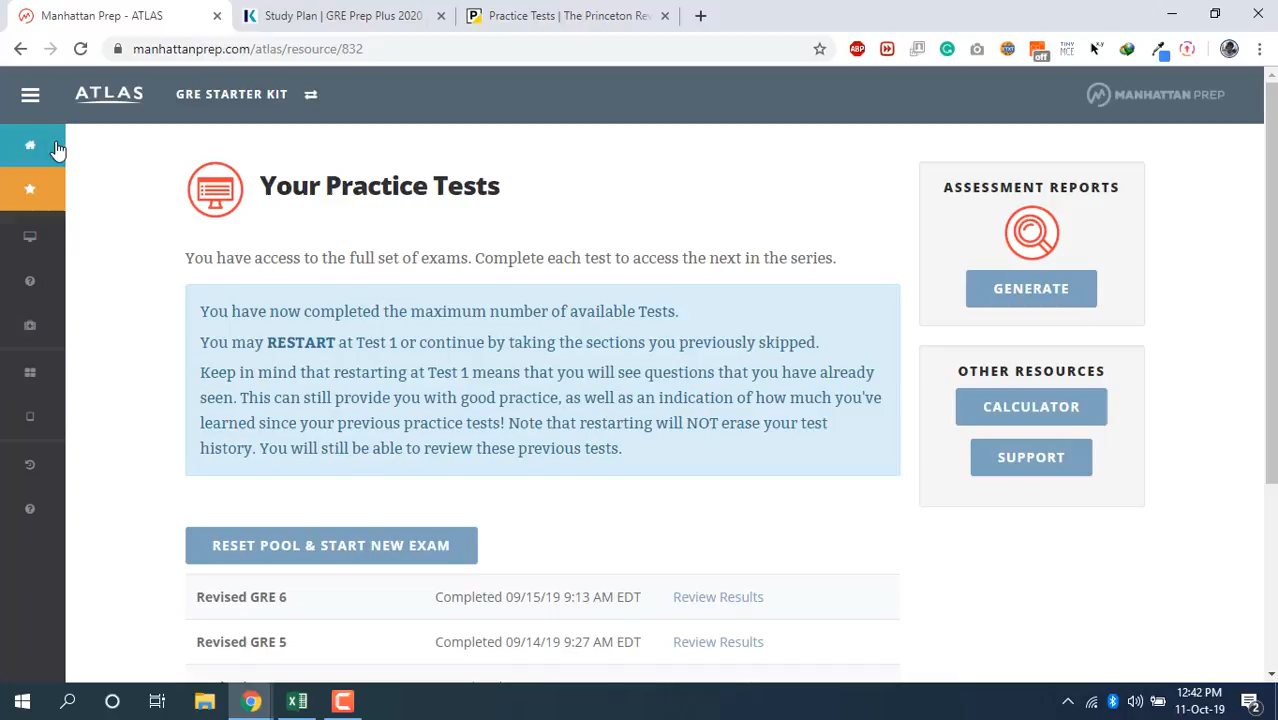 Manhattan Prep - ATLAS
Study Plan | GRE Prep Plus 2020
Practice Tests | The Princeton Rev
manhattanprep.com/atlas/resource/832
ABP
TINY
MCE
off
ATLAS
GRE STARTER KIT
MANHATTAN PREP
Your Practice Tests
You have access to the full set of exams. Complete each test to access the next in the series.
You have now completed the maximum number of available Tests.
You may RESTART at Test 1 or continue by taking the sections you previously skipped.
Keep in mind that restarting at Test 1 means that you will see questions that you have already
seen. This can still provide you with good practice, as well as an indication of how much you've
learned since your previous practice tests! Note that restarting will NOT erase your test
history. You will still be able to review these previous tests.
RESET POOL & START NEW EXAM
Revised GRE 6 Completed 09/15/19 9:13 AM EDT Review Results
Revised GRE 5 Completed 09/14/19 9:27 AM EDT Review Results
ASSESSMENT REPORTS
GENERATE
OTHER RESOURCES
CALCULATOR
SUPPORT
12:42 PM
11-Oct-19
2